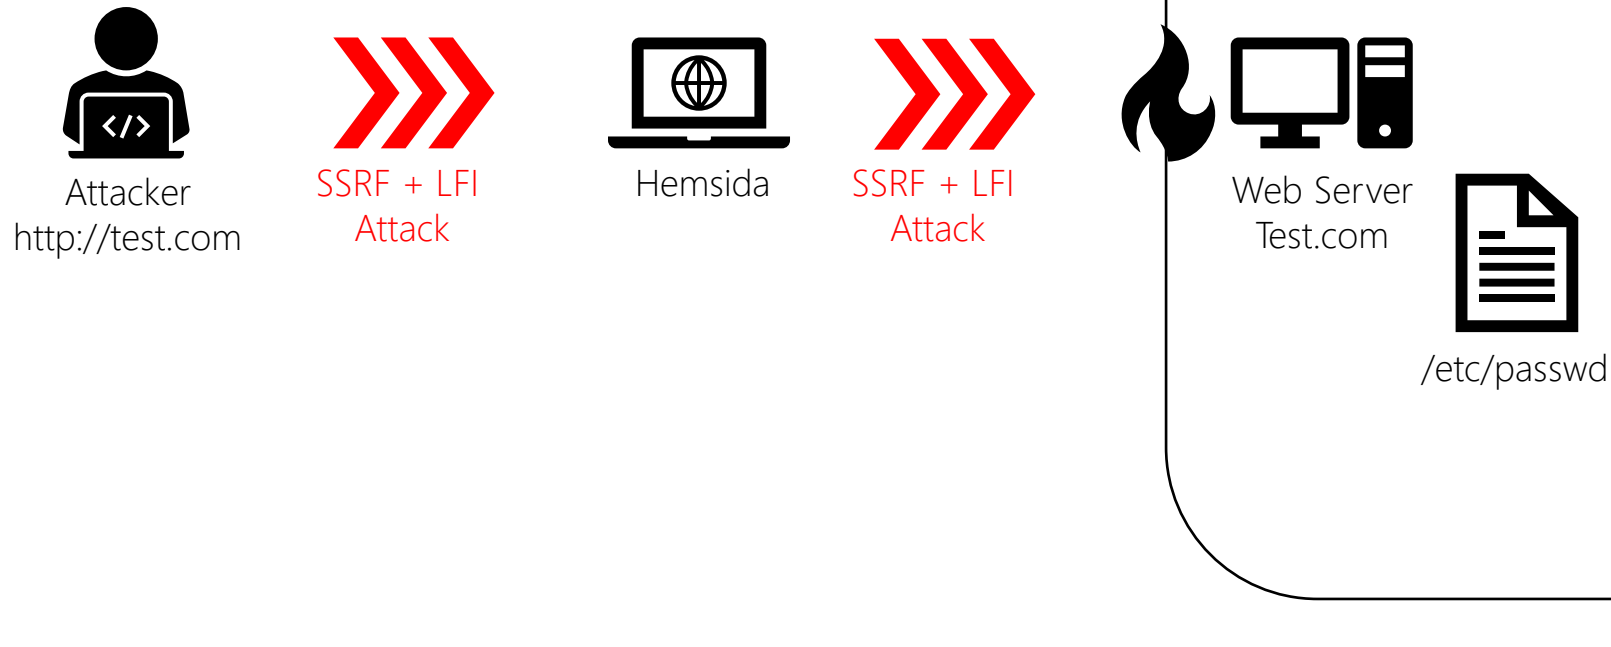 </>
Attacker
http://test.com
SSRF + LFI
Attack
Hemsida
SSRF + LFI
Attack
Web Server
Test.com
/etc/passwd